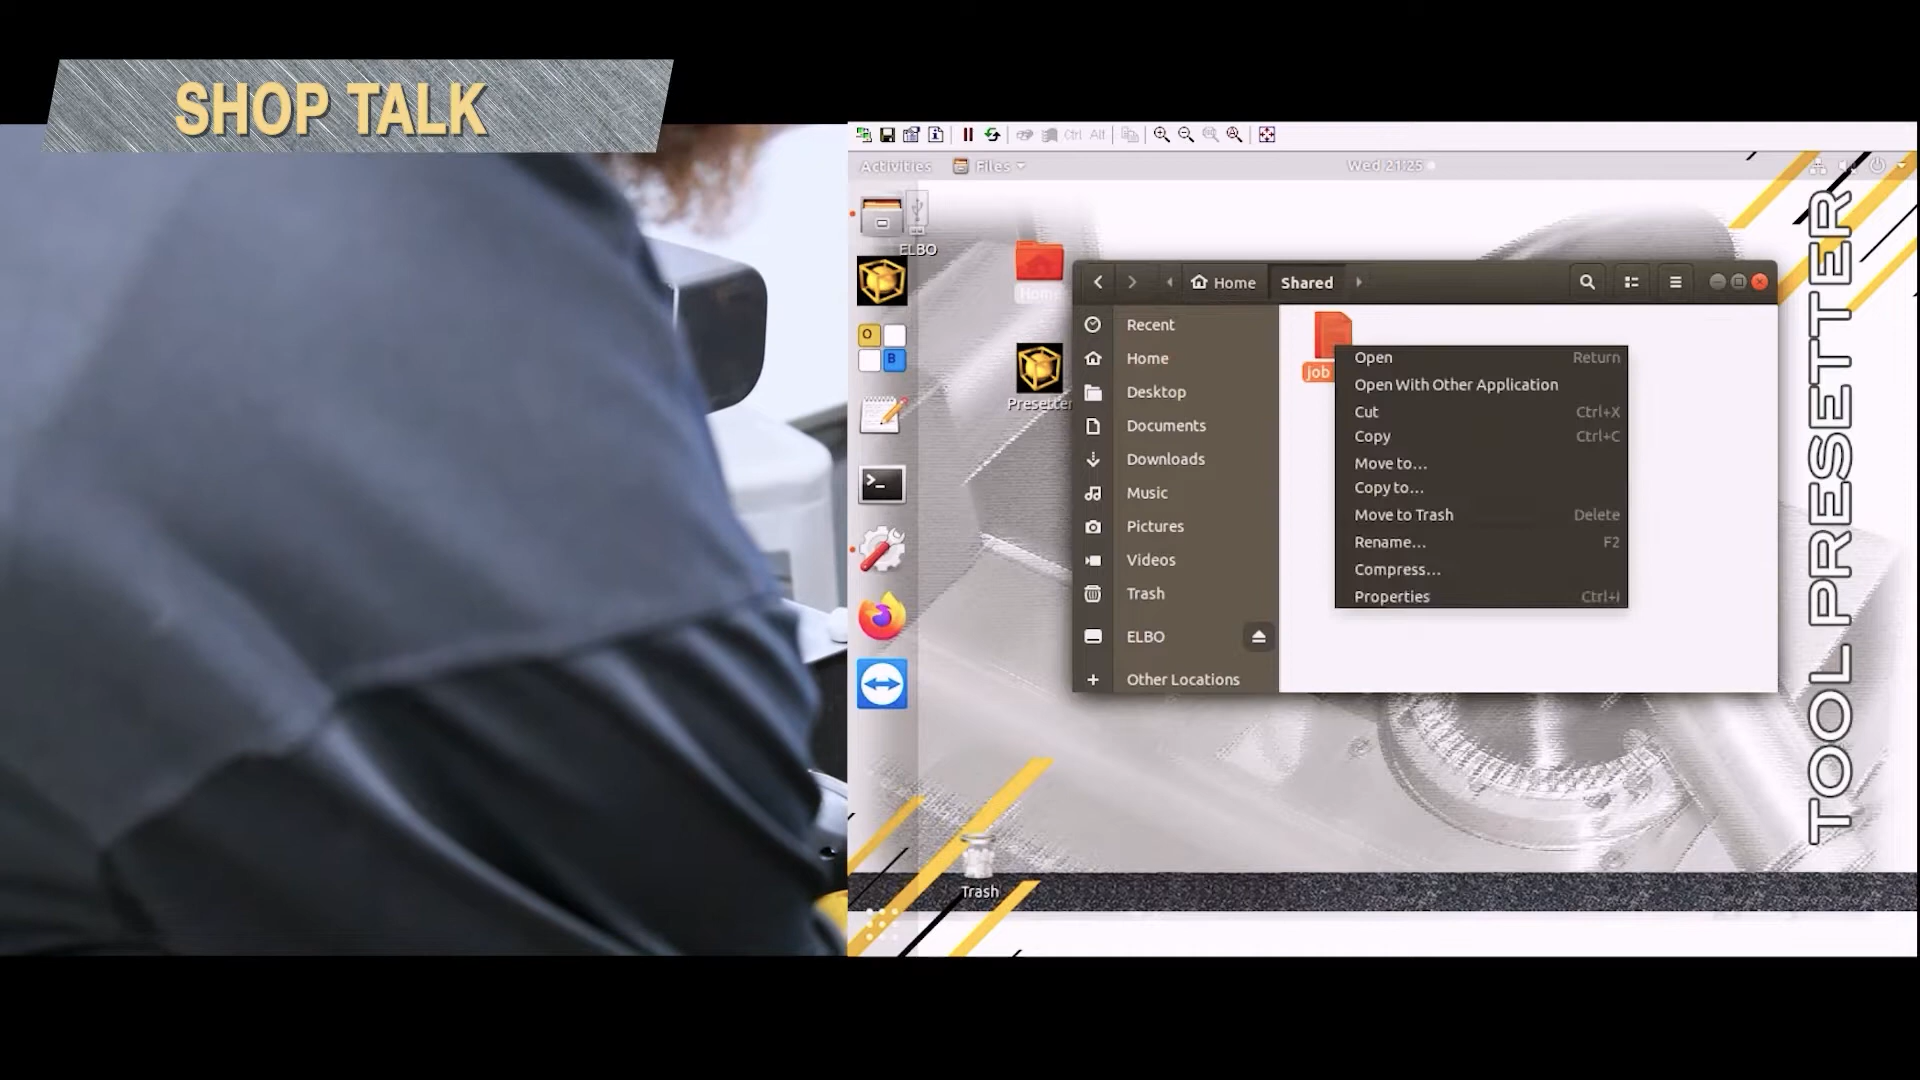 SHOP TALK
Ctrl Alt
Activities Files Wed 21:25
ELBO
Home
Presetter
Trash
Home Shared
Recent
Home
Desktop
Documents
Downloads
Music
Pictures
Videos
Trash
ELBO
Other Locations
job
Open Return
Open With Other Application
Cut Ctrl+X
Copy Ctrl+C
Move to...
Copy to...
Move to Trash Delete
Rename... F2
Compress...
Properties Ctrl+I
TOOL PRESETTER
O
B